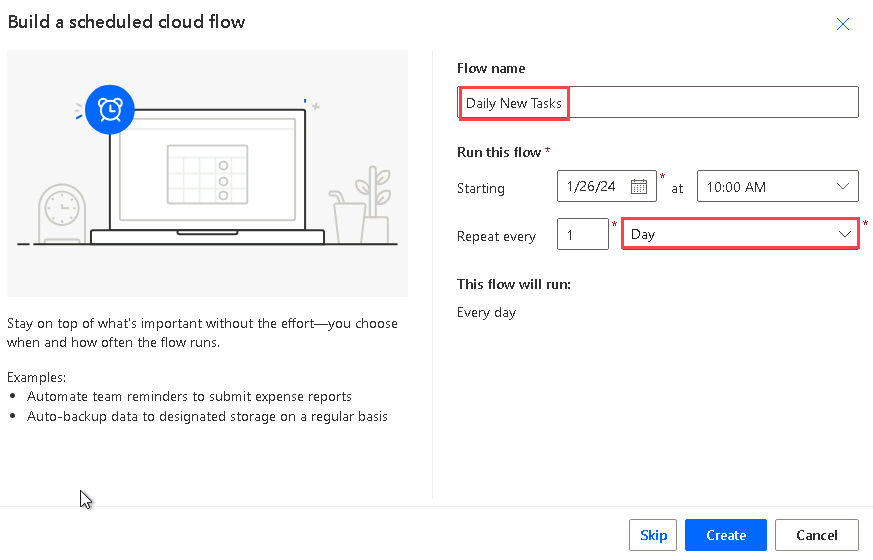 Build a scheduled cloud flow
Stay on top of what's important without the effort—you choose
when and how often the flow runs.
Examples:
• Automate team reminders to submit expense reports
• Auto-backup data to designated storage on a regular basis
Flow name
Daily New Tasks
Run this flow *
Starting 1/26/24 * at 10:00 AM
Repeat every 1 * Day *
This flow will run:
Every day
Skip Create Cancel